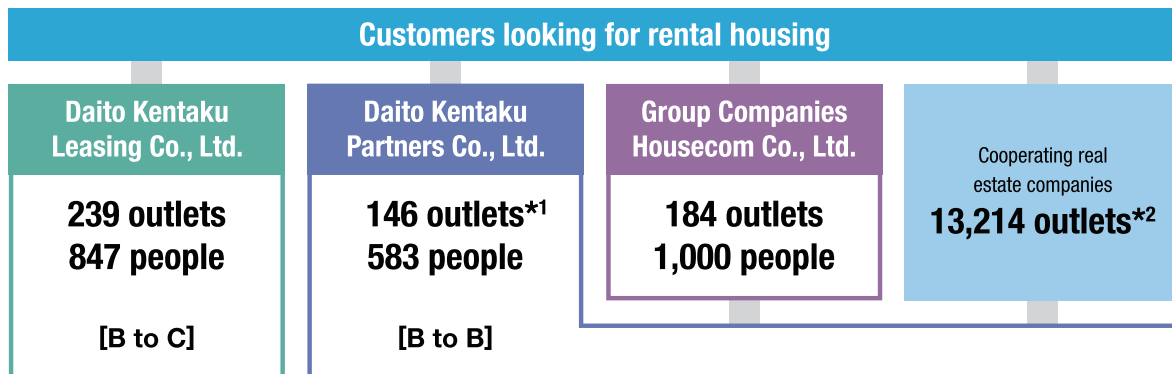 Customers looking for rental housing
Daito Kentaku
Leasing Co., Ltd.
239 outlets
847 people
[B to C]
Daito Kentaku
Partners Co., Ltd.
146 outlets*1
583 people
[B to B]
Group Companies
Housecom Co., Ltd.
184 outlets
1,000 people
Cooperating real
estate companies
13,214 outlets*2